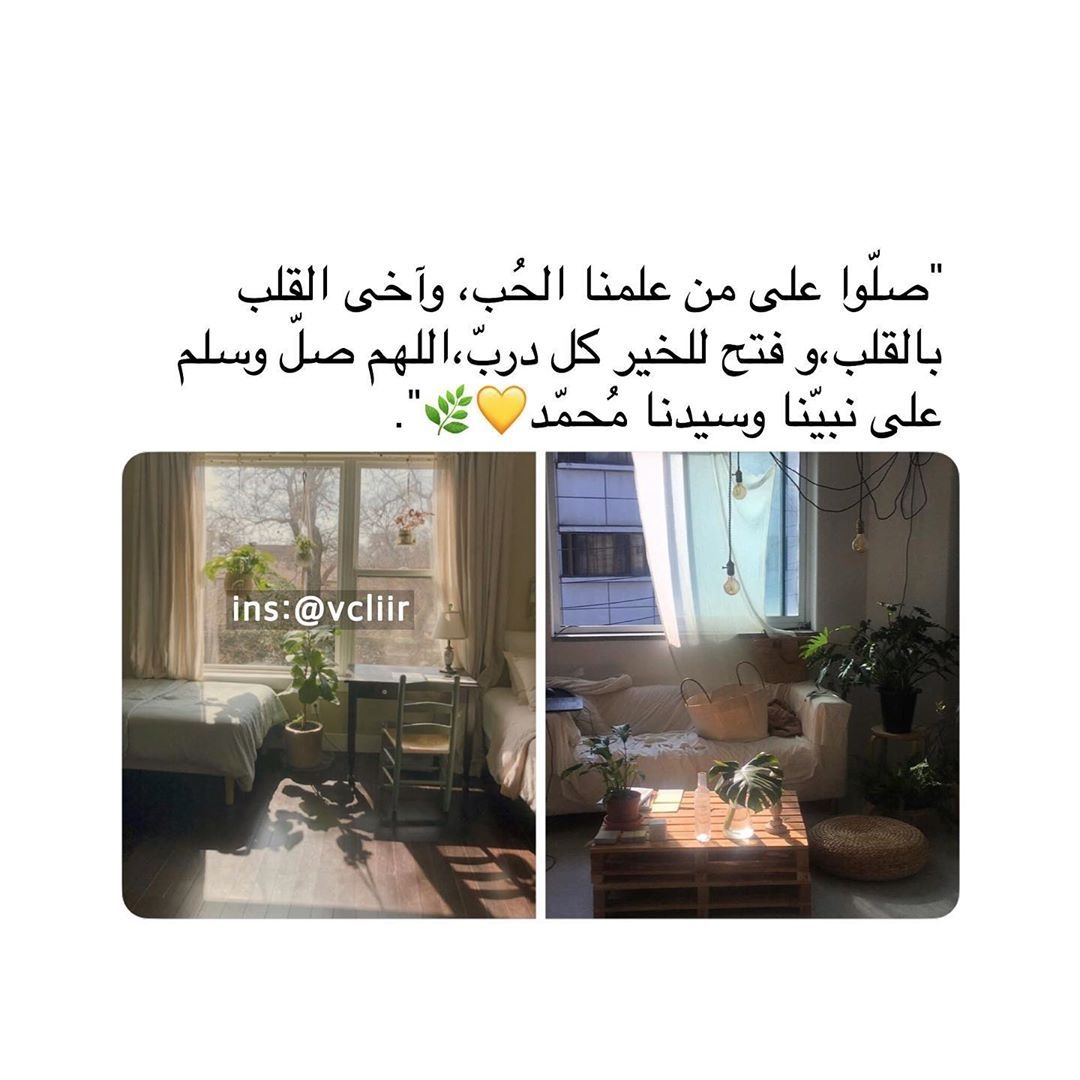 "صلّوا على من علمنا الحُب، وآخى القلب
بالقلب،و فتح للخير كل دربّ،اللهم صلّ وسلم
على نبيّنا وسيدنا مُحمّد💛🌿".
ins:@vcliir